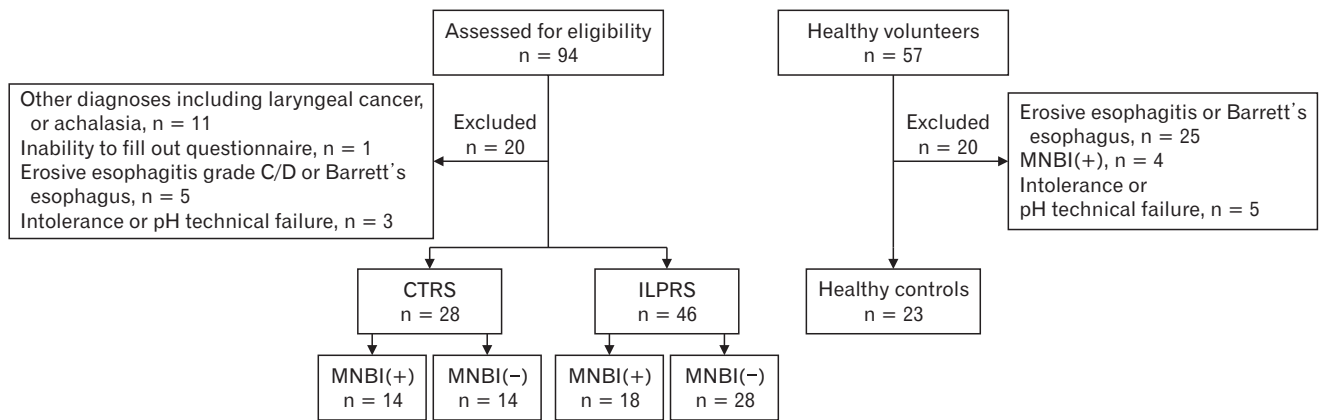 Assessed for eligibility
n = 94
Healthy volunteers
n = 57
Other diagnoses including laryngeal cancer,
or achalasia, n = 11
Inability to fill out questionnaire, n = 1
Erosive esophagitis grade C/D or Barrett's
esophagus, n = 5
Intolerance or pH technical failure, n = 3
Excluded
n = 20
Excluded
n = 20
Erosive esophagitis or Barrett's
esophagus, n = 25
MNBI(+), n = 4
Intolerance or
pH technical failure, n = 5
CTRS
n = 28
ILPRS
n = 46
Healthy controls
n = 23
MNBI(+)
n = 14
MNBI(−)
n = 14
MNBI(+)
n = 18
MNBI(−)
n = 28